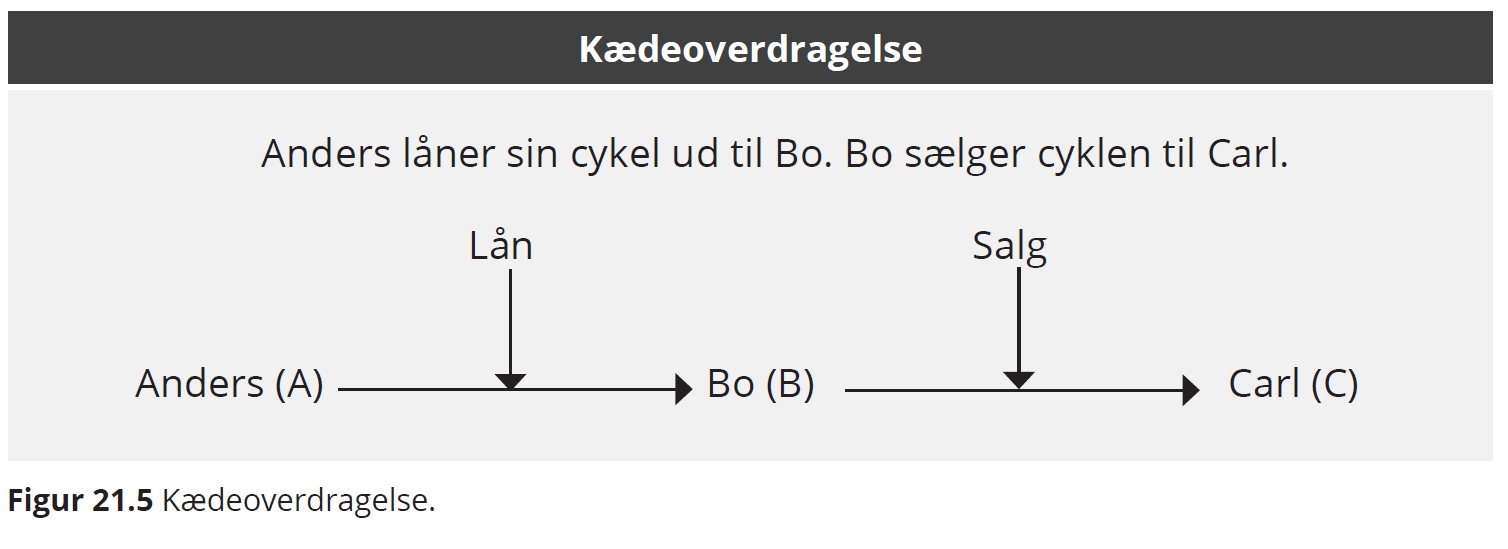 Kædeoverdragelse
Anders låner sin cykel ud til Bo. Bo sælger cyklen til Carl.
Lån Salg
Anders (A) Bo (B) Carl (C)
Figur 21.5 Kædeoverdragelse.